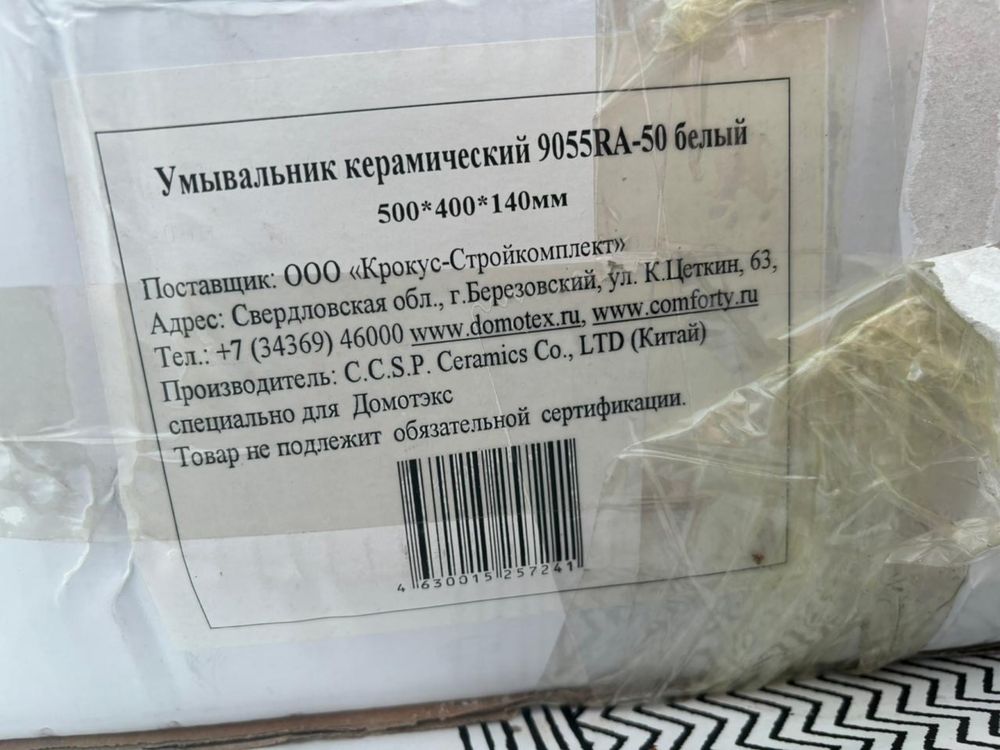 Умывальник керамический 9055RA-50 белый
500*400*140мм
Поставщик: ООО «Крокус-Стройкомплект»
Адрес: Свердловская обл., г.Березовский, ул. К.Цеткин, 63,
Тел.: +7 (34369) 46000 www.domotex.ru, www.comforty.ru
Производитель: C.C.S.P. Ceramics Co., LTD (Китай)
специально для Домотэкс
Товар не подлежит обязательной сертификации.
4 630015 257241